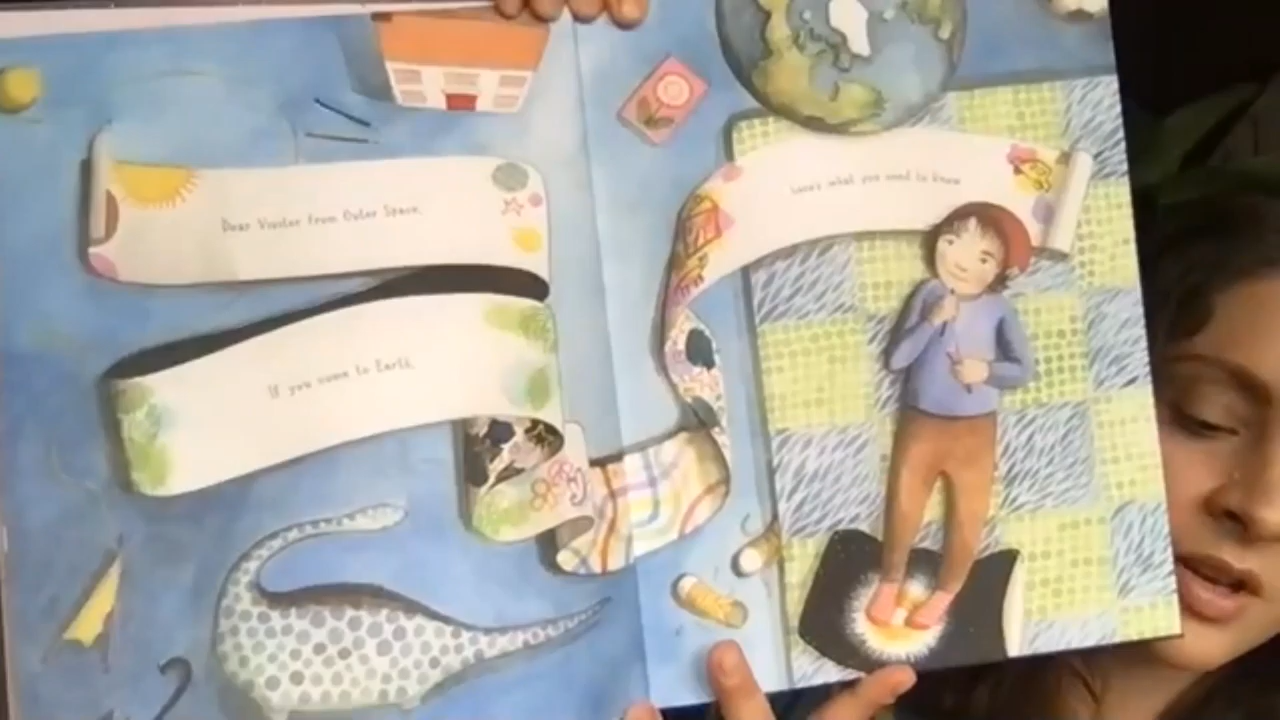 Dear Visitor from Outer Space,
If you come to Earth,
here's what you need to know